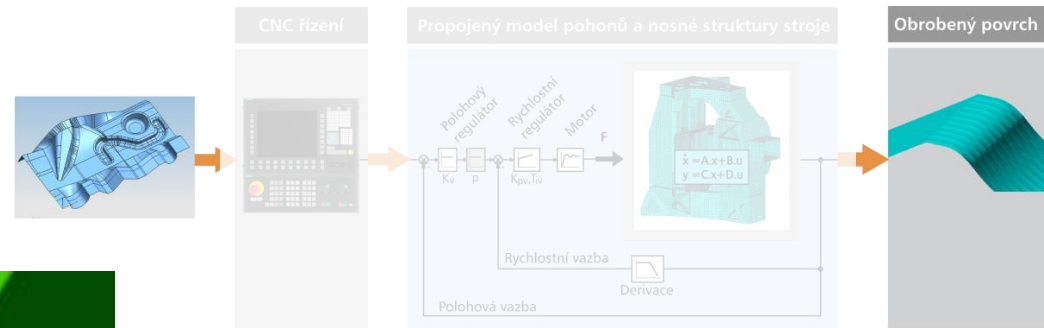 CNC řízení
Propojený model pohonů a nosné struktury stroje
Obrobený povrch
Polohový
regulátor
Rychlostní
regulátor
Motor
F
Kv
p
Kpv,Tiv
ẋ =A.x+B.u
y =C.x+D.u
Rychlostní vazba
Derivace
Polohová vazba